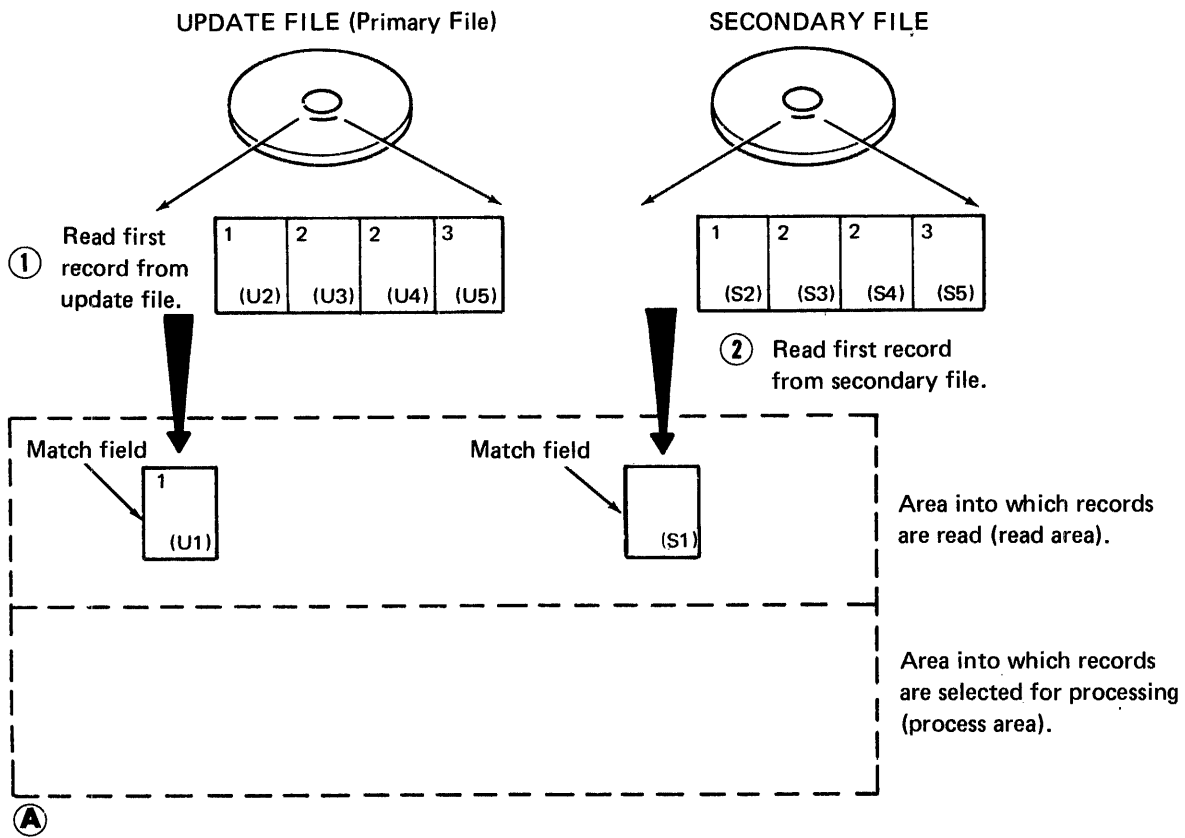 UPDATE FILE (Primary File)
SECONDARY FILE
1 Read first
record from
update file.
1 2 2 3
(U2) (U3) (U4) (U5)
1 2 2 3
(S2) (S3) (S4) (S5)
2 Read first record
from secondary file.
Match field
1
(U1)
Match field
(S1)
Area into which records
are read (read area).
Area into which records
are selected for processing
(process area).
A